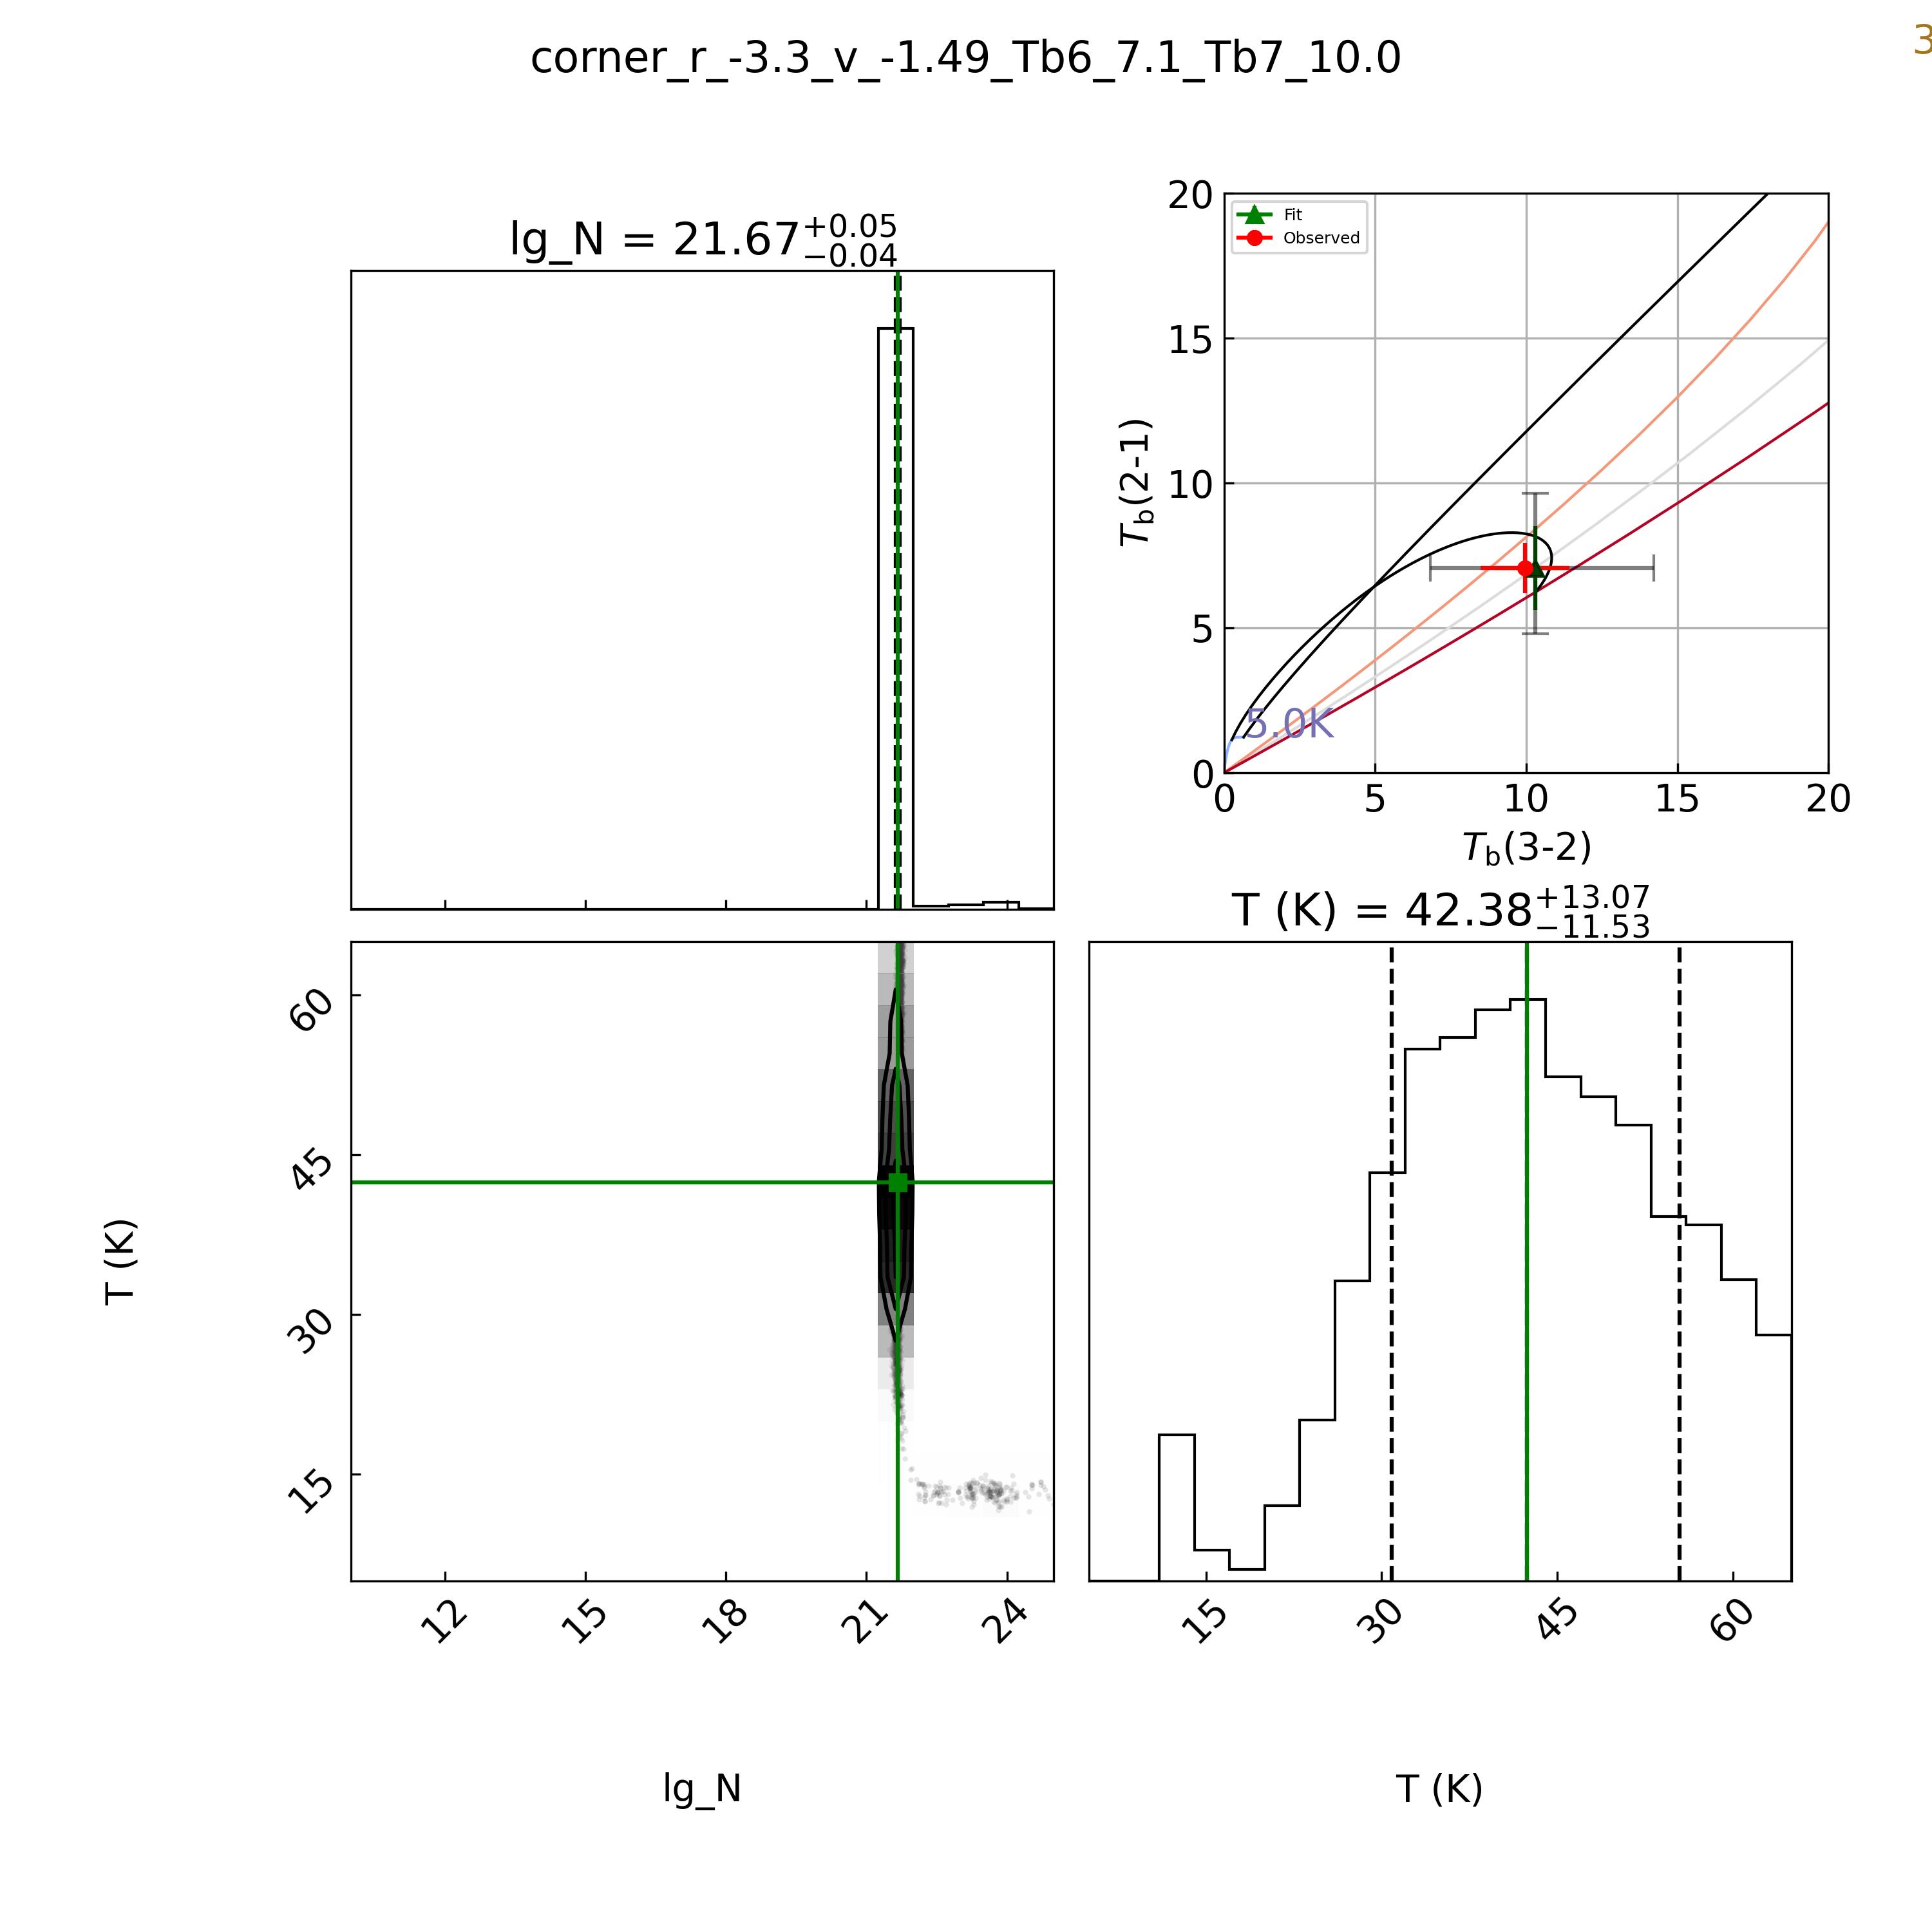 corner_r_-3.3_v_-1.49_Tb6_7.1_Tb7_10.0
3
lg_N = 21.67+0.05−0.04
20
15
10
5
0
Tb(2-1)
Fit
Observed
5.0K
0 5 10 15 20
Tb(3-2)
T (K) = 42.38+13.07−11.53
60
45
30
15
T (K)
12 15 18 21 24
lg_N
15 30 45 60
T (K)